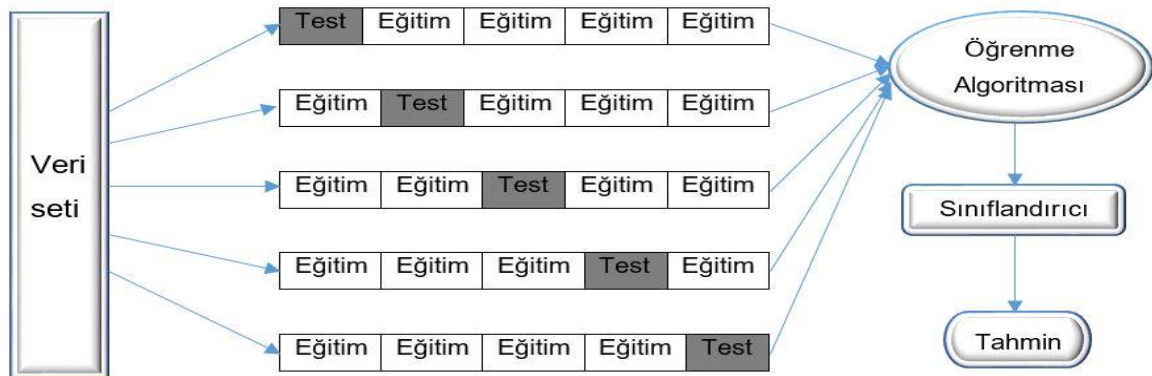 Veri
seti
Test Eğitim Eğitim Eğitim Eğitim
Eğitim Test Eğitim Eğitim Eğitim
Eğitim Eğitim Test Eğitim Eğitim
Eğitim Eğitim Eğitim Test Eğitim
Eğitim Eğitim Eğitim Eğitim Test
Öğrenme
Algoritması
Sınıflandırıcı
Tahmin